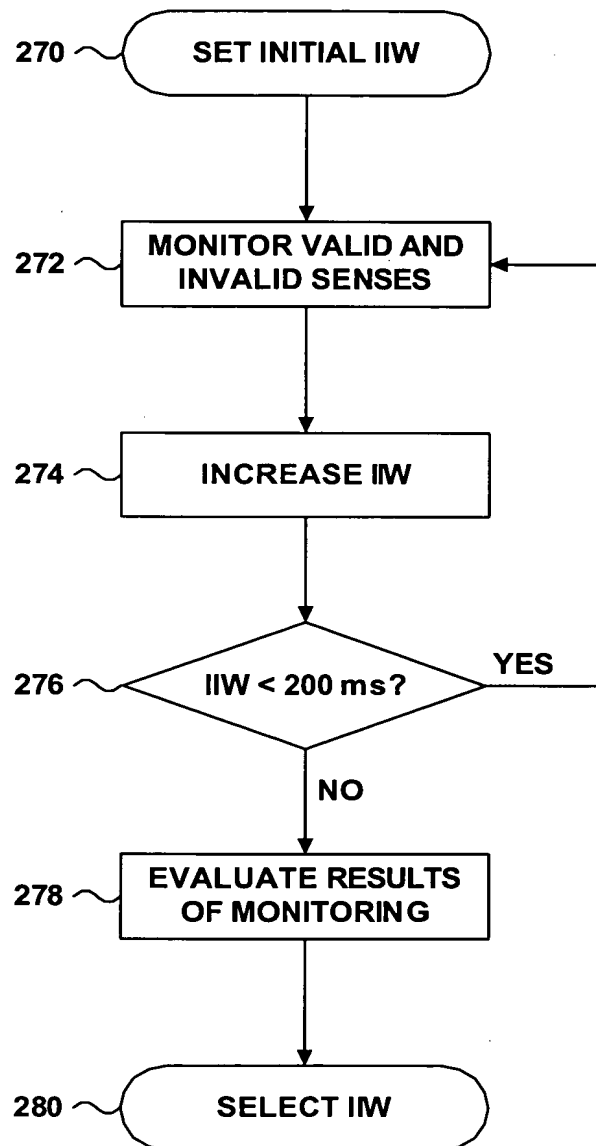 270
SET INITIAL IIW
272
MONITOR VALID AND
INVALID SENSES
274
INCREASE IIW
276
IIW < 200 ms?
YES
NO
278
EVALUATE RESULTS
OF MONITORING
280
SELECT IIW